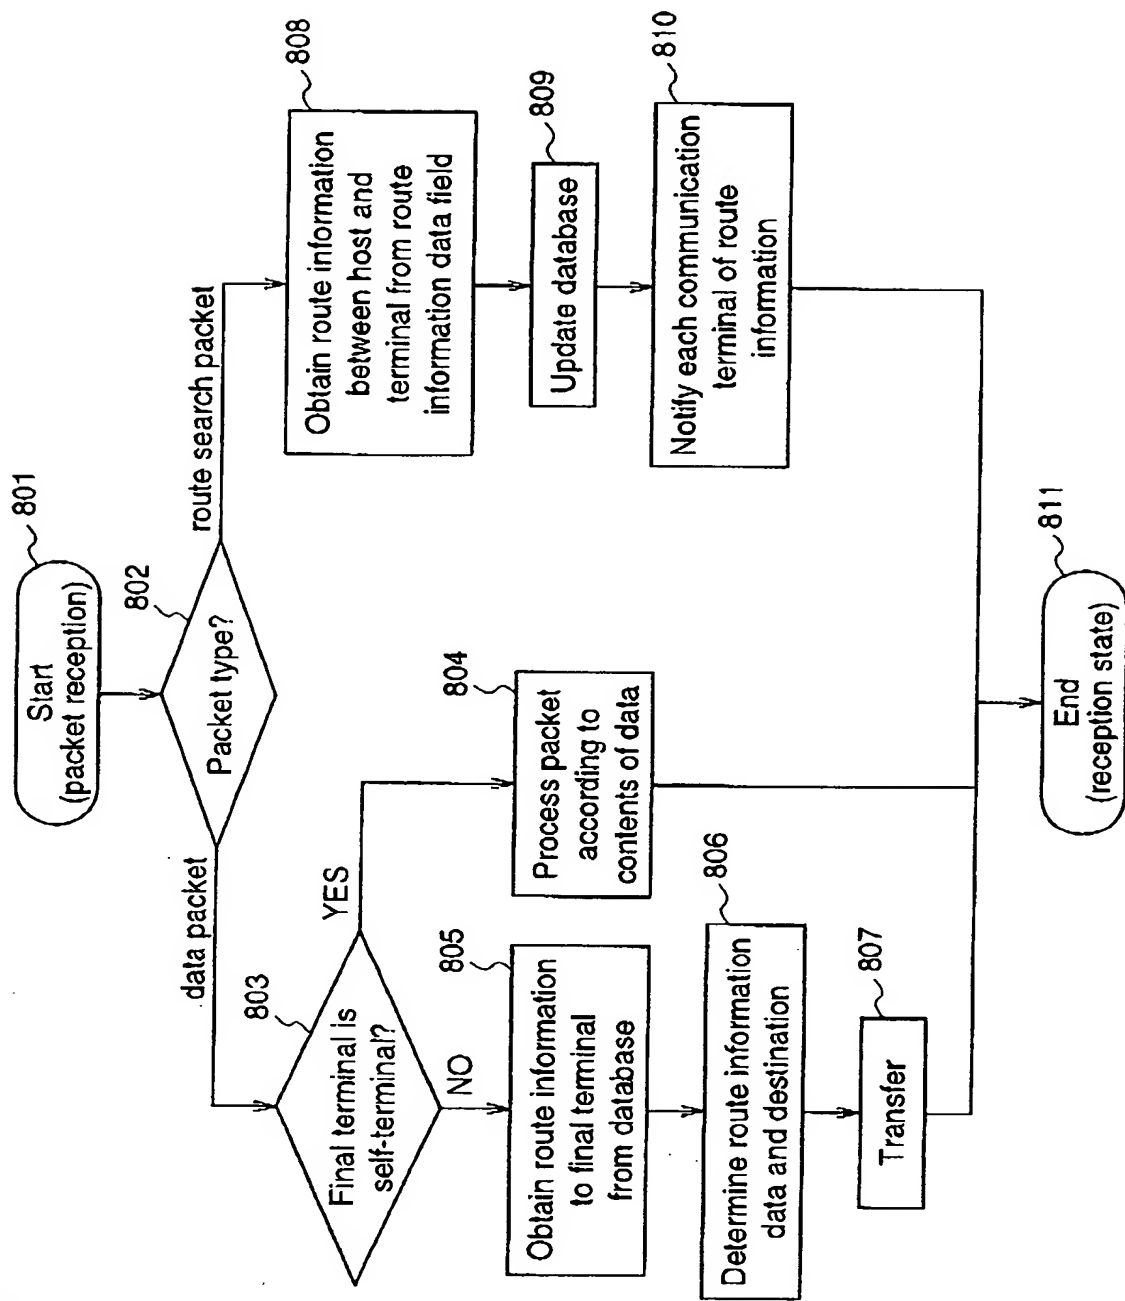 801
Start
(packet reception)
802
Packet type?
data packet
route search packet
803
Final terminal is
self-terminal?
YES
NO
804
Process packet
according to
contents of data
805
Obtain route information
to final terminal
from database
806
Determine route information
data and destination
807
Transfer
808
Obtain route information
between host and
terminal from route
information data field
809
Update database
810
Notify each communication
terminal of route
information
811
End
(reception state)